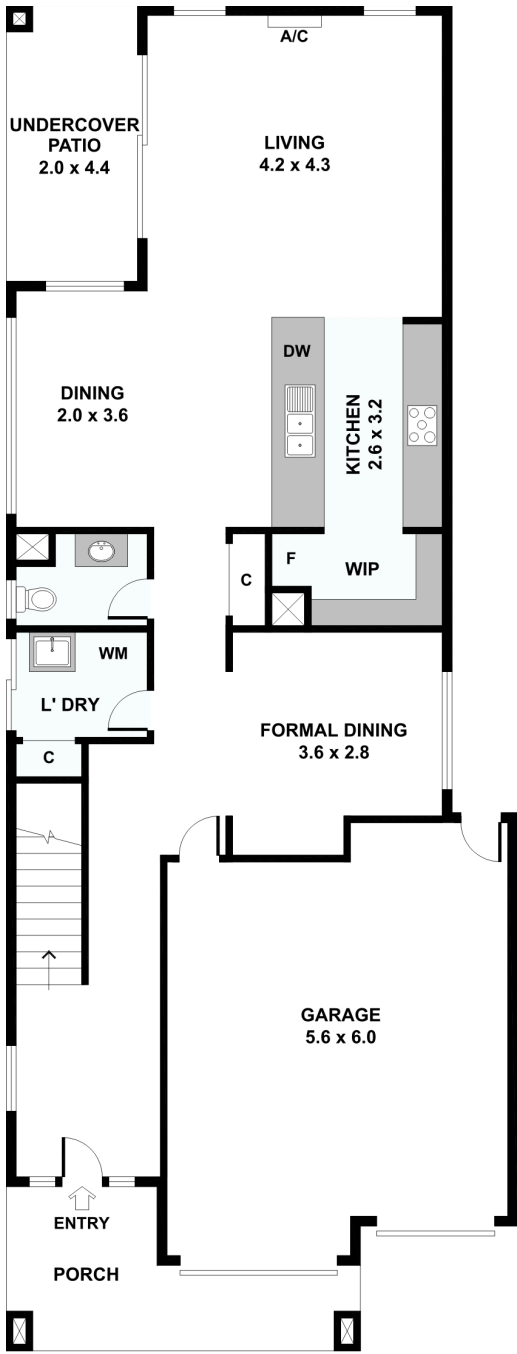 A/C
UNDERCOVER
PATIO
2.0 x 4.4
LIVING
4.2 x 4.3
DW
DINING
2.0 x 3.6
KITCHEN
2.6 x 3.2
C
F
WIP
WM
L' DRY
C
FORMAL DINING
3.6 x 2.8
GARAGE
5.6 x 6.0
ENTRY
PORCH